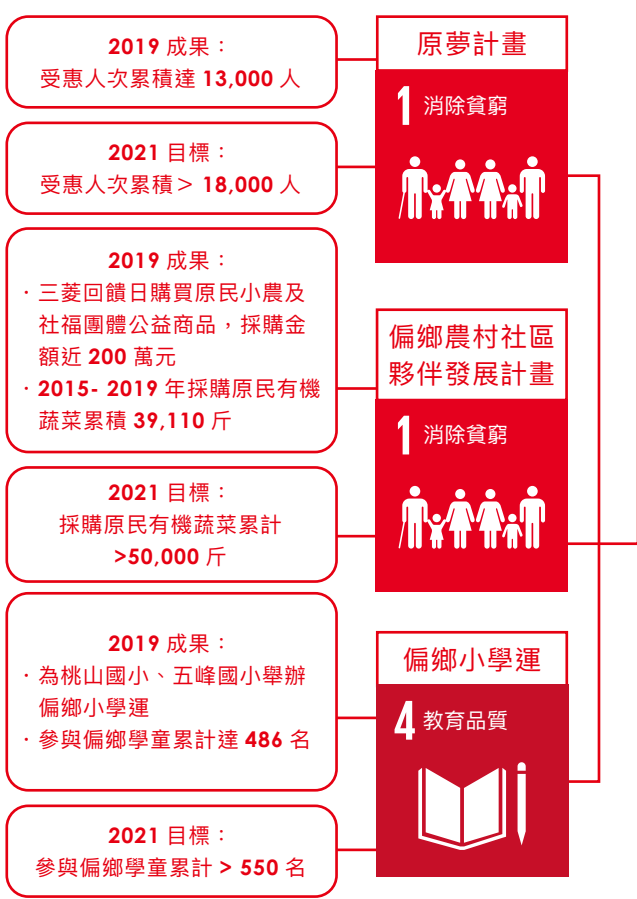 原夢計畫
1 消除貧窮
2019 成果：
受惠人次累積達 13,000 人
2021 目標：
受惠人次累積＞ 18,000 人
偏鄉農村社區
夥伴發展計畫
1 消除貧窮
2019 成果：
· 三菱回饋日購買原民小農及
社福團體公益商品，採購金
額近 200 萬元
· 2015- 2019 年採購原民有機
蔬菜累積 39,110 斤
2021 目標：
採購原民有機蔬菜累計
>50,000 斤
偏鄉小學運
4 教育品質
2019 成果：
· 為桃山國小、五峰國小舉辦
偏鄉小學運
· 參與偏鄉學童累計達 486 名
2021 目標：
參與偏鄉學童累計 > 550 名